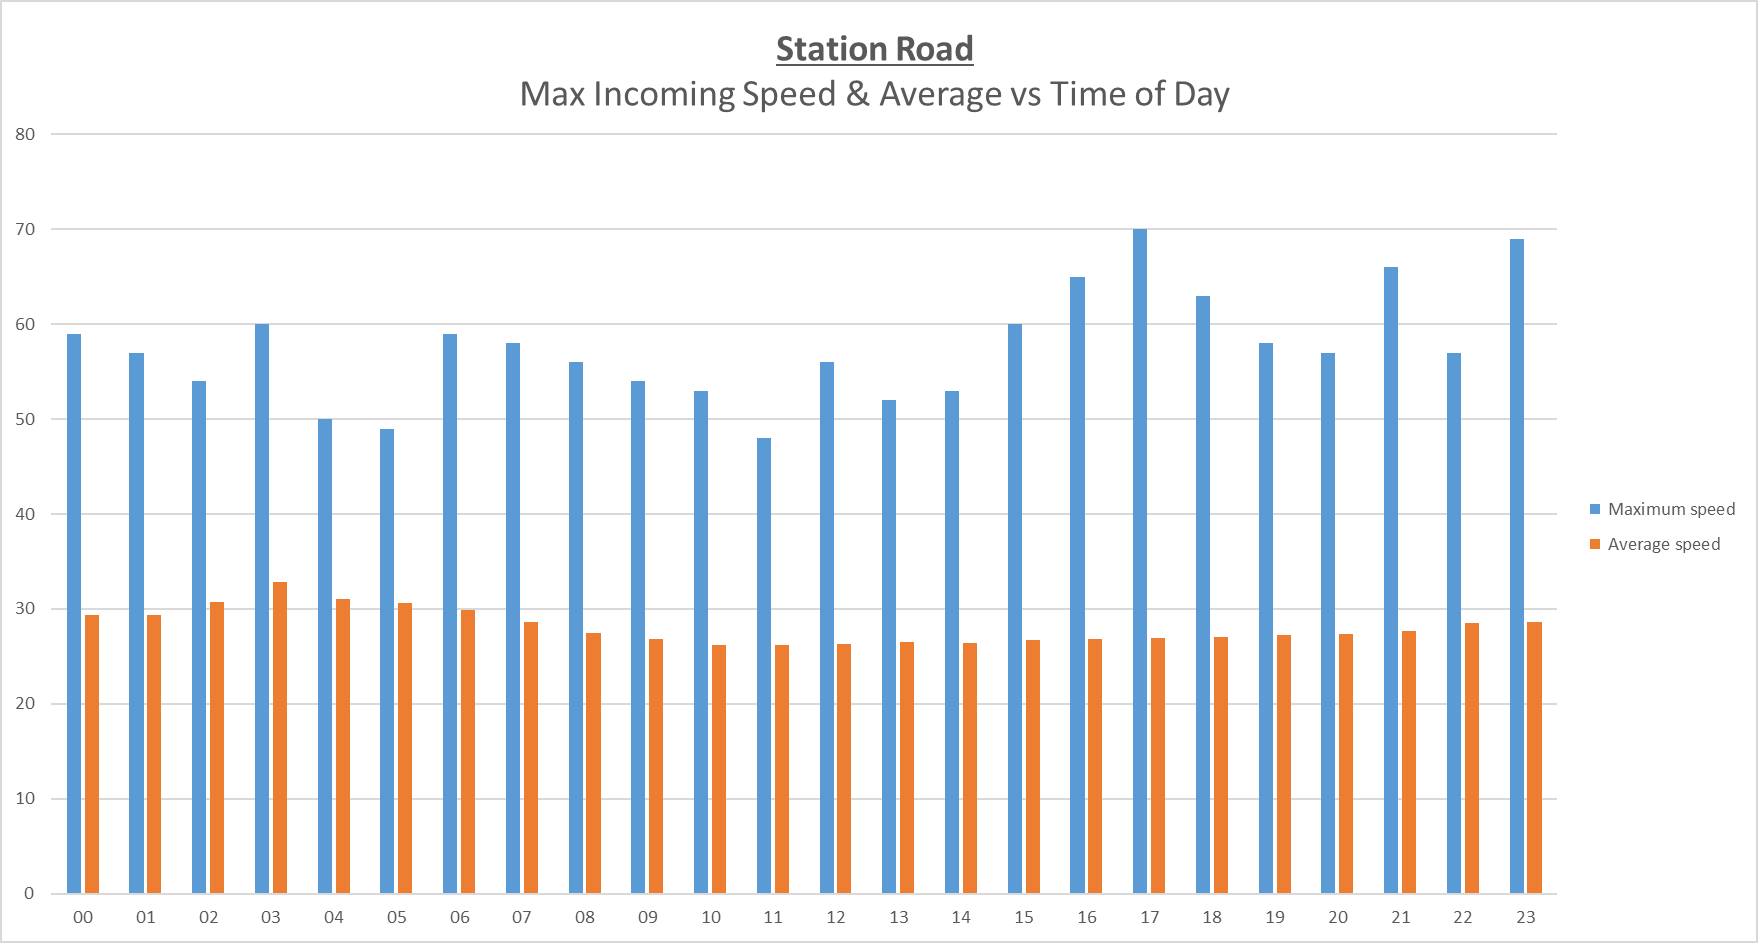 Station Road
Max Incoming Speed & Average vs Time of Day
80
70
60
50
40
30
20
10
0
00 01 02 03 04 05 06 07 08 09 10 11 12 13 14 15 16 17 18 19 20 21 22 23
Maximum speed
Average speed